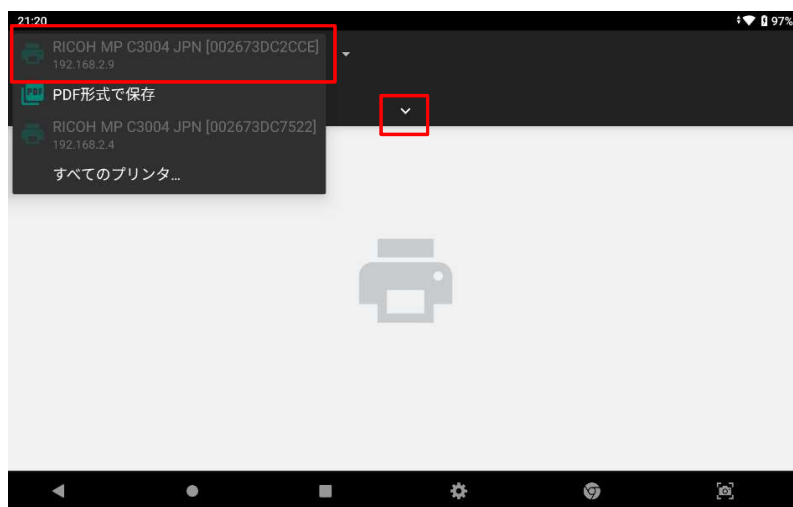 21:20
97%
RICOH MP C3004 JPN [002673DC2CCE]
192.168.2.9
PDF
PDF形式で保存
RICOH MP C3004 JPN [002673DC7522]
192.168.2.4
すべてのプリンタ...